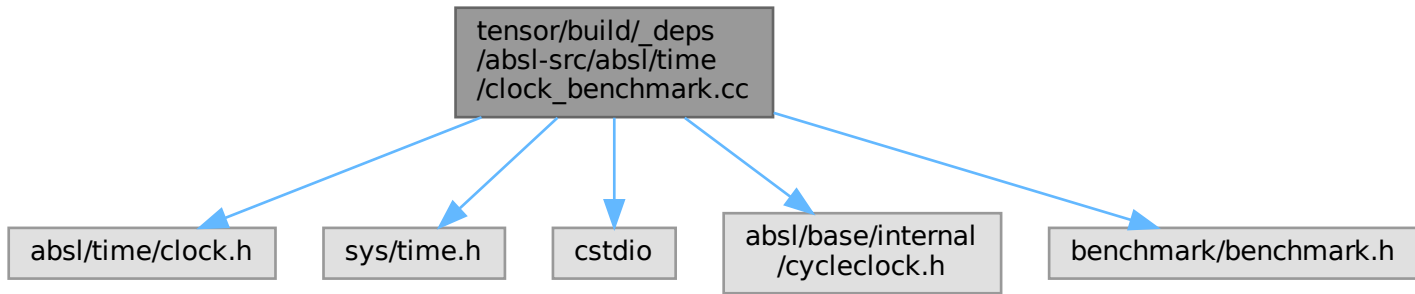 tensor/build/_deps
/absl-src/absl/time
/clock_benchmark.cc
absl/time/clock.h
sys/time.h
cstdio
absl/base/internal
/cycleclock.h
benchmark/benchmark.h